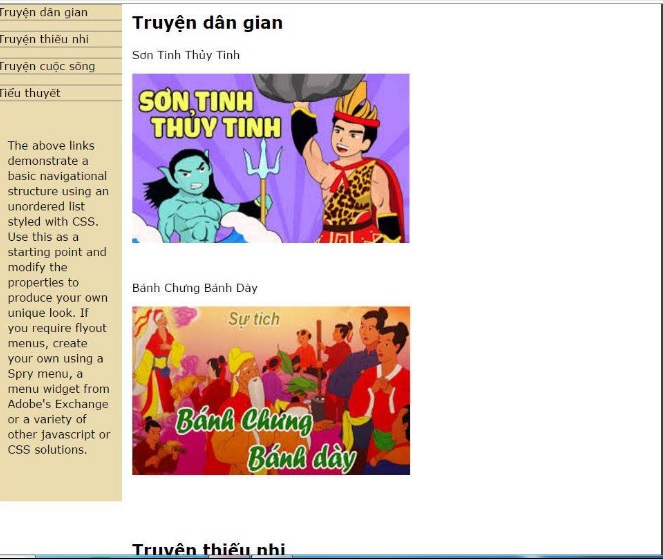 Truyện dân gian
Truyện thiếu nhi
Truyện cuộc sống
Tiểu thuyết
The above links
demonstrate a
basic navigational
structure using an
unordered list
styled with CSS.
Use this as a
starting point and
modify the
properties to
produce your own
unique look. If
you require flyout
menus, create
your own using a
Spry menu, a
menu widget from
Adobe's Exchange
or a variety of
other javascript or
CSS solutions.
Truyện dân gian
Sơn Tinh Thủy Tinh
SƠN TINH
THỦY TINH
Bánh Chưng Bánh Dày
Sự tích
Bánh Chưng
Bánh dày
Truyện thiếu nhi